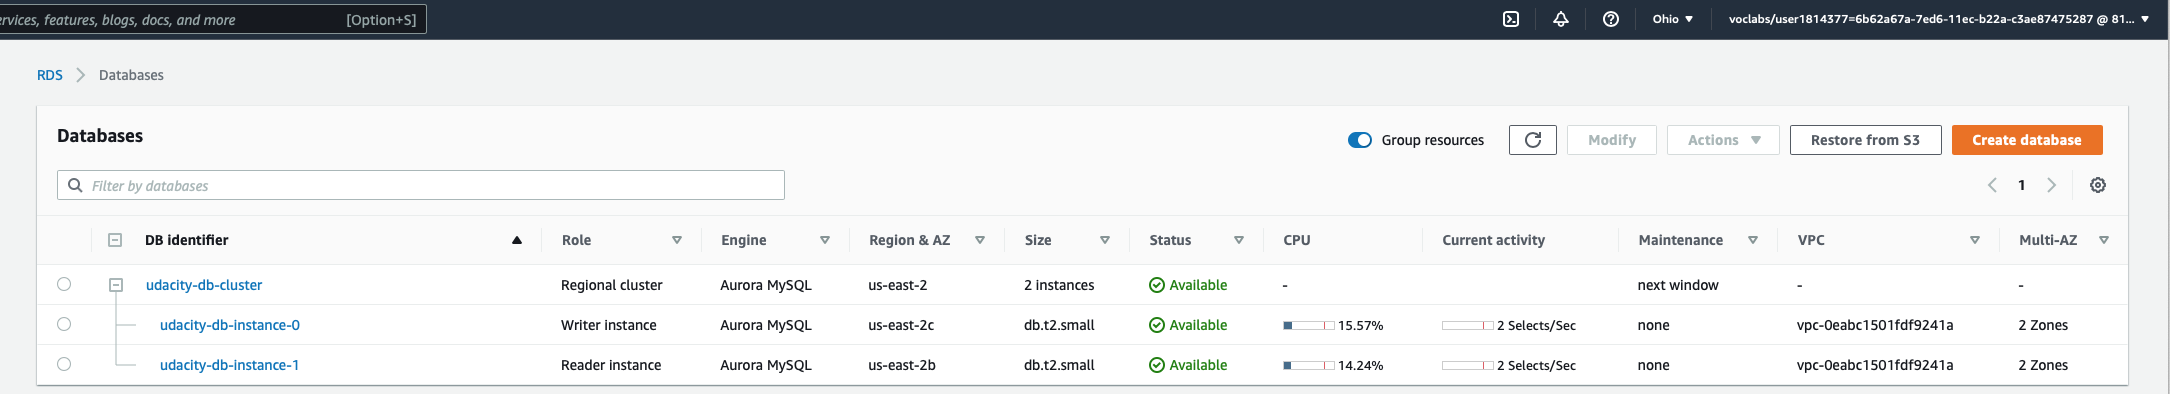 services, features, blogs, docs, and more [Option+S] Ohio voclabs/user1814377=6b62a67a-7ed6-11ec-b22a-c3ae87475287 @ 81...
RDS Databases
Databases Group resources Modify Actions Restore from S3 Create database
Filter by databases 1
DB identifier Role Engine Region & AZ Size Status CPU Current activity Maintenance VPC Multi-AZ
udacity-db-cluster Regional cluster Aurora MySQL us-east-2 2 instances Available - next window - -
udacity-db-instance-0 Writer instance Aurora MySQL us-east-2c db.t2.small Available 15.57% 2 Selects/Sec none vpc-0eabc1501fdf9241a 2 Zones
udacity-db-instance-1 Reader instance Aurora MySQL us-east-2b db.t2.small Available 14.24% 2 Selects/Sec none vpc-0eabc1501fdf9241a 2 Zones